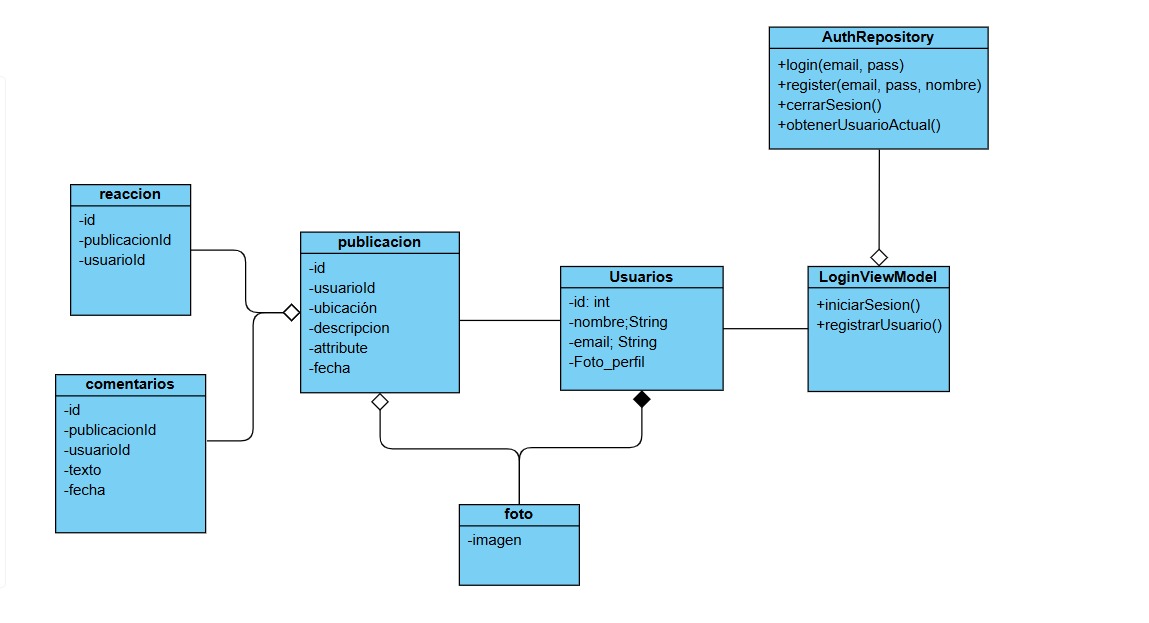 AuthRepository
+login(email, pass)
+register(email, pass, nombre)
+cerrarSesion()
+obtenerUsuarioActual()
reaccion
-id
-publicacionId
-usuarioId
publicacion
-id
-usuarioId
-ubicación
-descripcion
-attribute
-fecha
Usuarios
-id: int
-nombre;String
-email; String
-Foto_perfil
LoginViewModel
+iniciarSesion()
+registrarUsuario()
comentarios
-id
-publicacionId
-usuarioId
-texto
-fecha
foto
-imagen